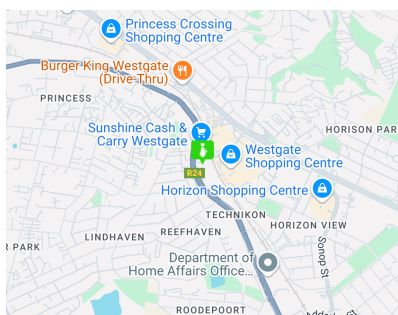 Princess Crossing
Shopping Centre
Burger King Westgate
(Drive-Thru)
PRINCESS
HORISON PAR
Sunshine Cash &
Carry Westgate
Westgate
Shopping Centre
R24
Horizon Shopping Centre
TECHNIKON
HORIZON VIEW
REEFHAVEN
LINDHAVEN
R PARK
Sonop St
Department of
Home Affairs Office...
ROODEPOORT